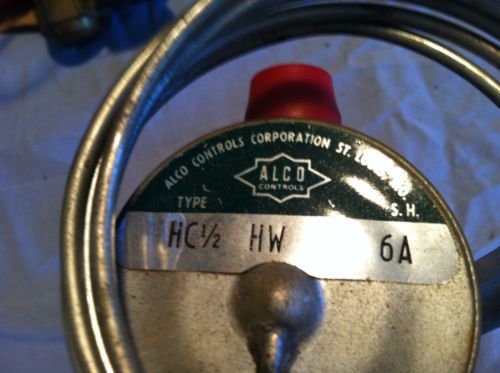 ALCO CONTROLS CORPORATION ST.
ALCO
CONTROLS
TYPE S.H.
HC½ HW 6A